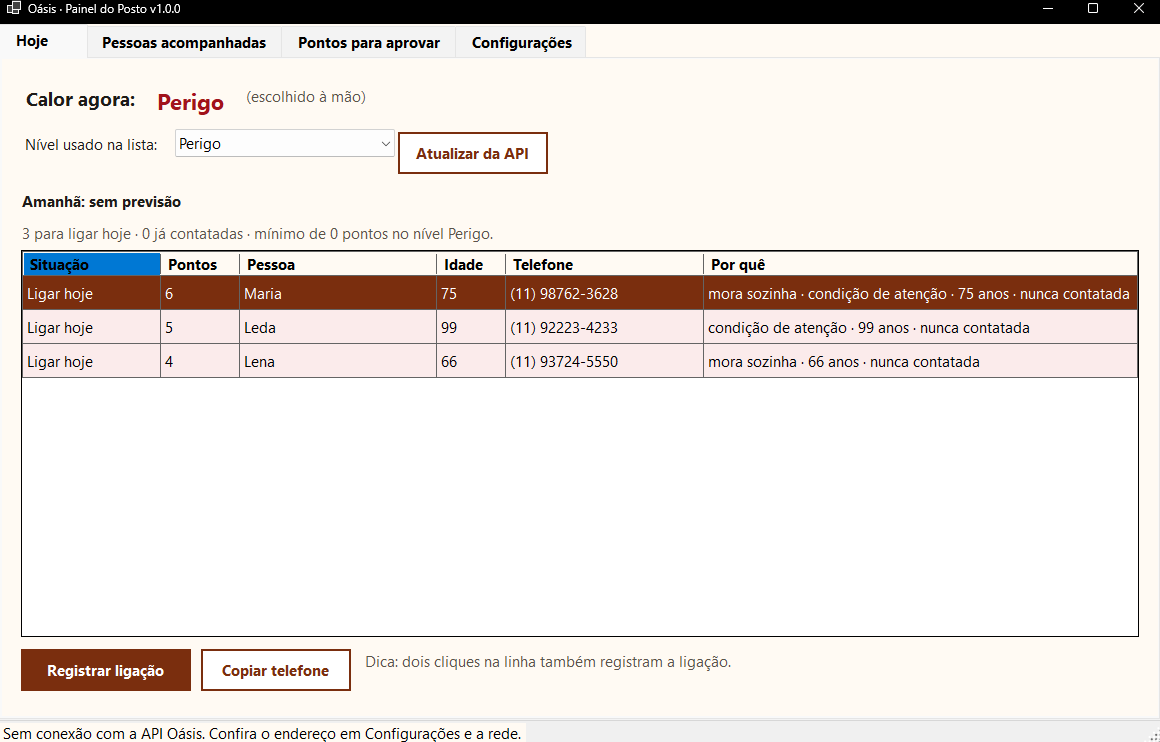 Oásis · Painel do Posto v1.0.0
Hoje Pessoas acompanhadas Pontos para aprovar Configurações
Calor agora: Perigo (escolhido à mão)
Nível usado na lista: Perigo Atualizar da API
Amanhã: sem previsão
3 para ligar hoje · 0 já contatadas · mínimo de 0 pontos no nível Perigo.
Situação Pontos Pessoa Idade Telefone Por quê
Ligar hoje 6 Maria 75 (11) 98762-3628 mora sozinha · condição de atenção · 75 anos · nunca contatada
Ligar hoje 5 Leda 99 (11) 92223-4233 condição de atenção · 99 anos · nunca contatada
Ligar hoje 4 Lena 66 (11) 93724-5550 mora sozinha · 66 anos · nunca contatada
Registrar ligação Copiar telefone Dica: dois cliques na linha também registram a ligação.
Sem conexão com a API Oásis. Confira o endereço em Configurações e a rede.